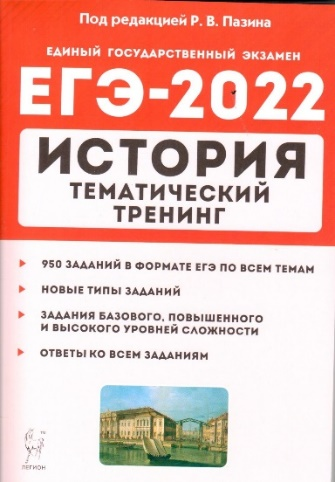 Под редакцией Р. В. Пазина
ЕДИНЫЙ ГОСУДАРСТВЕННЫЙ ЭКЗАМЕН
ЕГЭ-2022
ИСТОРИЯ
ТЕМАТИЧЕСКИЙ
ТРЕНИНГ
950 ЗАДАНИЙ В ФОРМАТЕ ЕГЭ ПО ВСЕМ ТЕМАМ
НОВЫЕ ТИПЫ ЗАДАНИЙ
ЗАДАНИЯ БАЗОВОГО, ПОВЫШЕННОГО
И ВЫСОКОГО УРОВНЕЙ СЛОЖНОСТИ
ОТВЕТЫ КО ВСЕМ ЗАДАНИЯМ
ЛЕГИОН